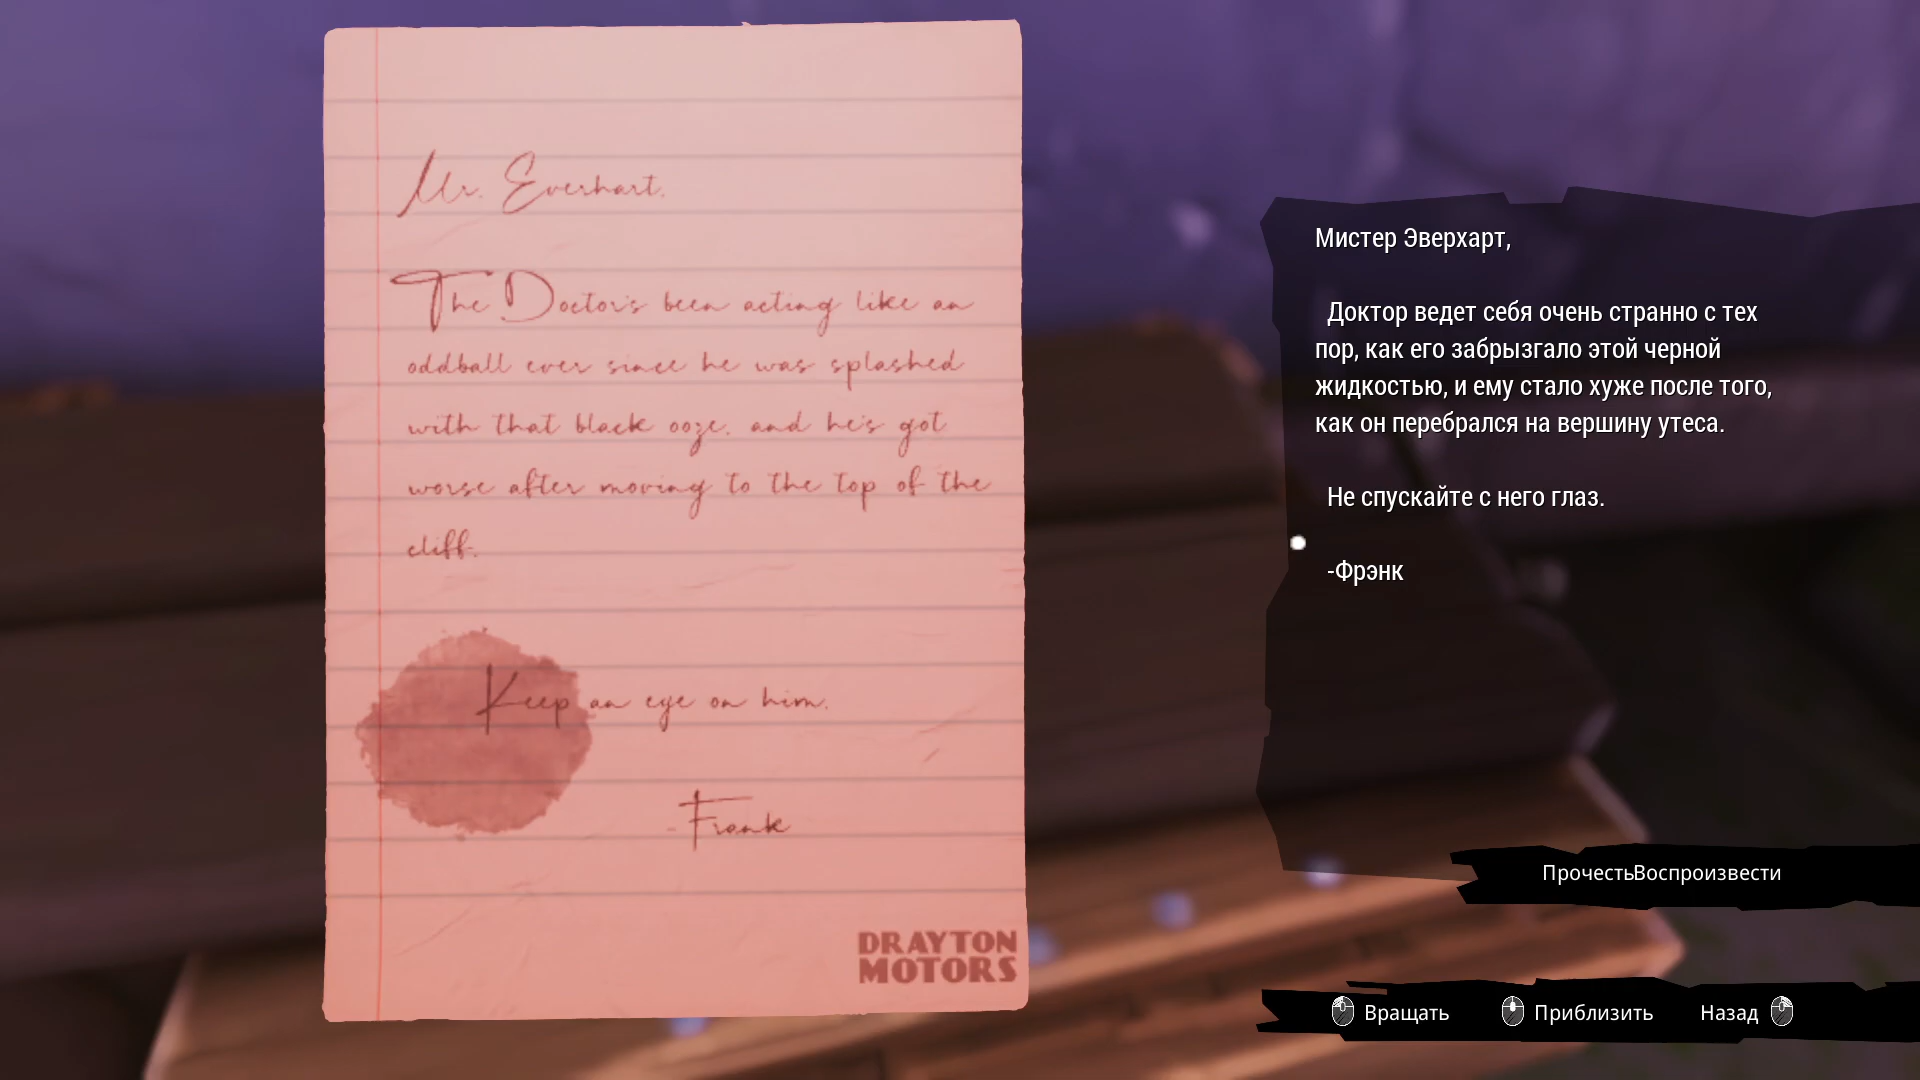 Mr. Everhart,
The Doctor's been acting like an
oddball ever since he was splashed
with that black ooze, and he's got
worse after moving to the top of the
cliff.
Keep an eye on him.
-Frank
DRAYTON
MOTORS
Мистер Эверхарт,
Доктор ведет себя очень странно с тех
пор, как его забрызгало этой черной
жидкостью, и ему стало хуже после того,
как он перебрался на вершину утеса.
Не спускайте с него глаз.
-Фрэнк
ПрочестьВоспроизвести
Вращать Приблизить Назад